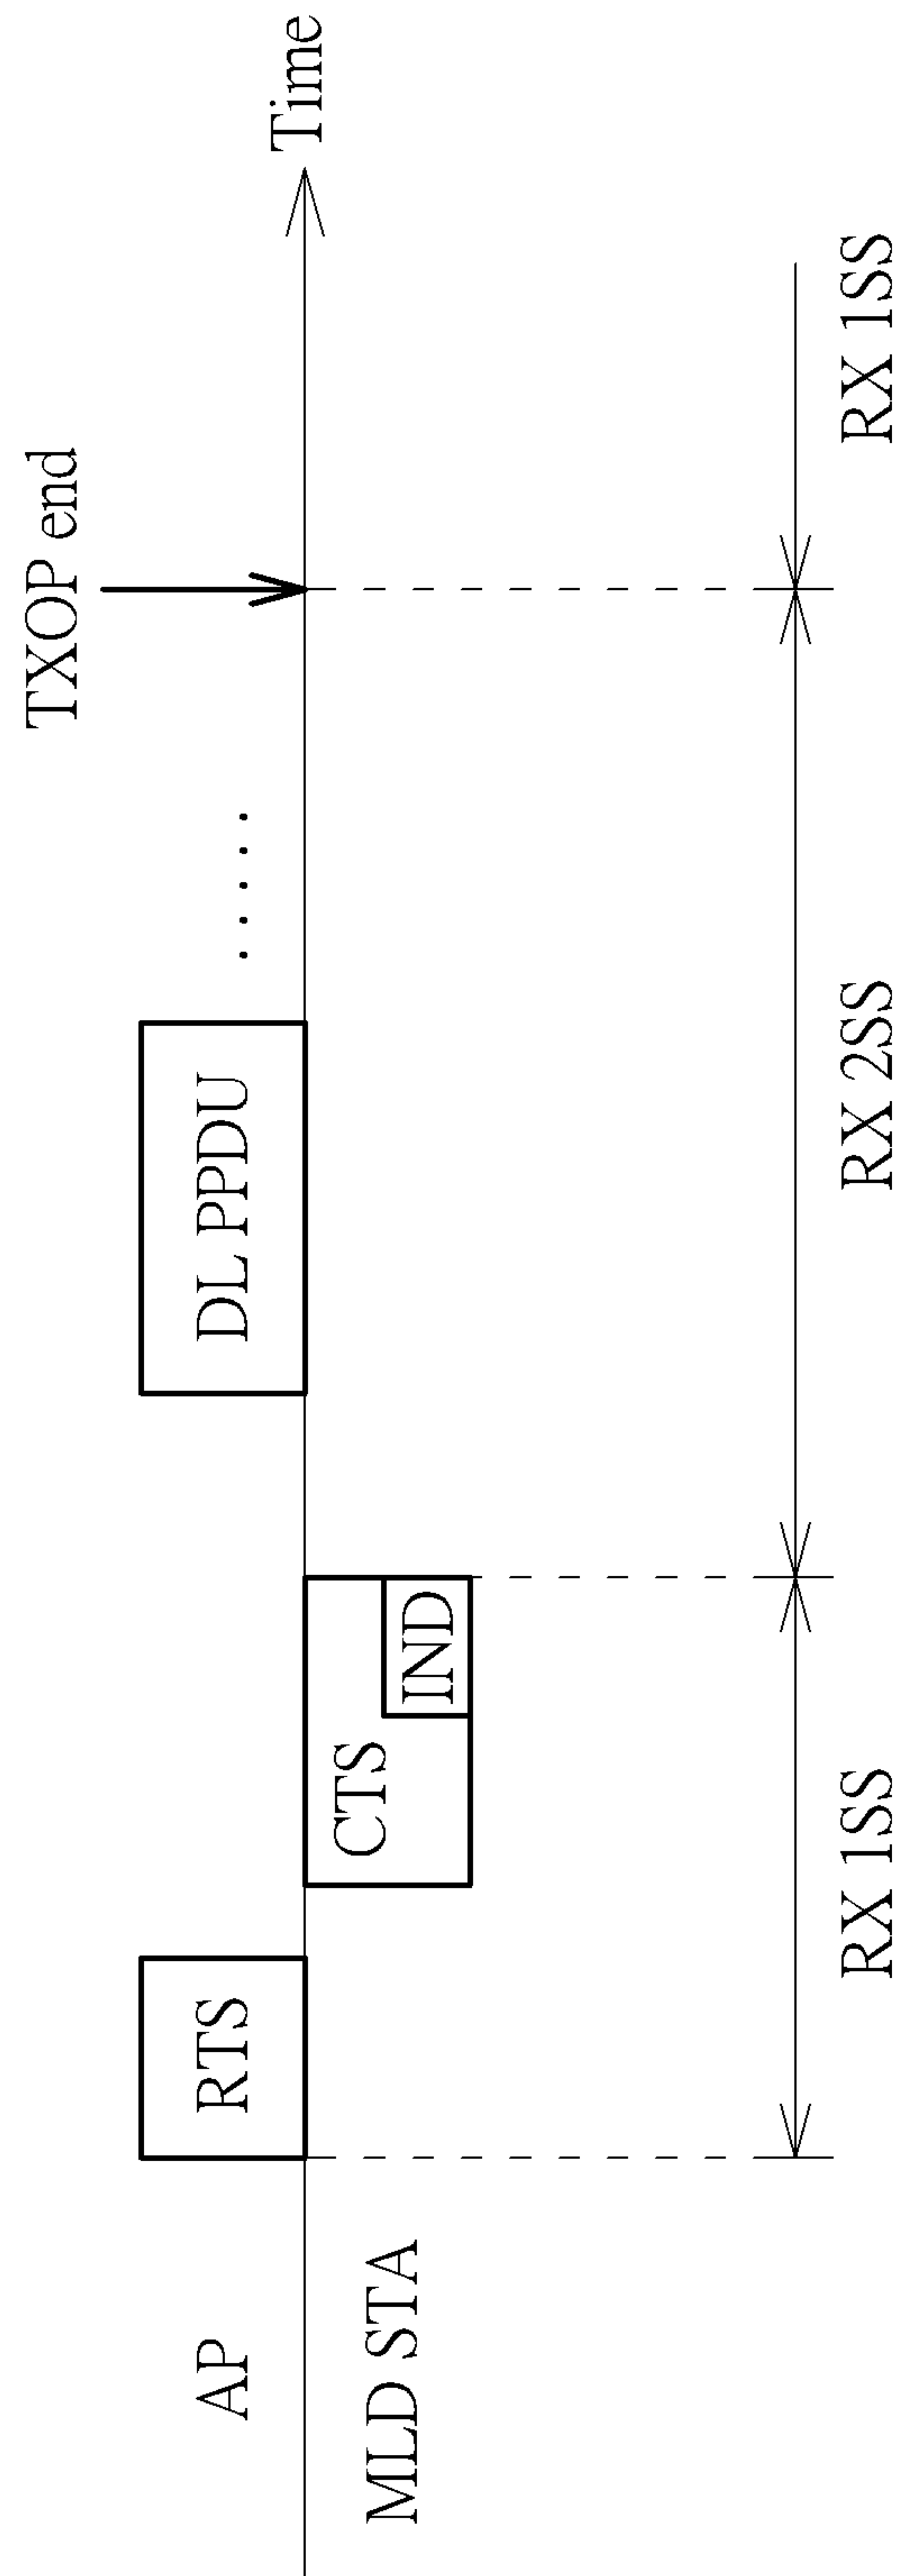 TXOP end
AP
RTS
DL PPDU
.....
Time
MLD STA
CTS
IND
RX 1SS
RX 2SS
RX 1SS